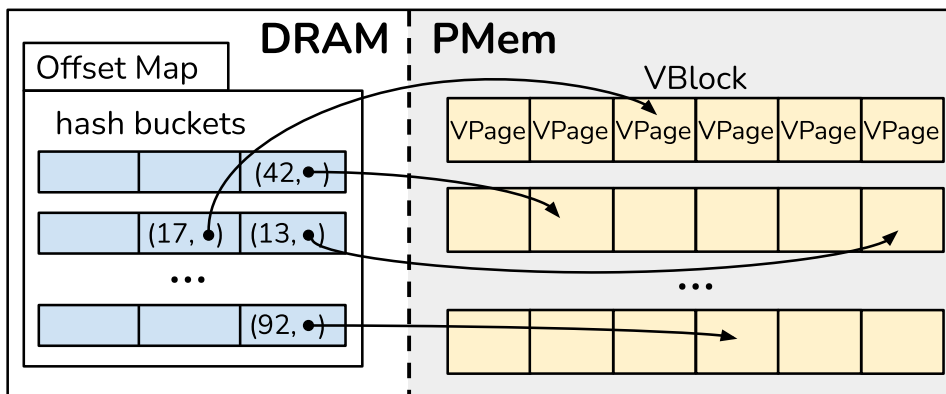 DRAM
PMem
Offset Map
VBlock
hash buckets
VPage VPage VPage VPage VPage VPage
(42, )
(17, ) (13, )
...
...
(92, )